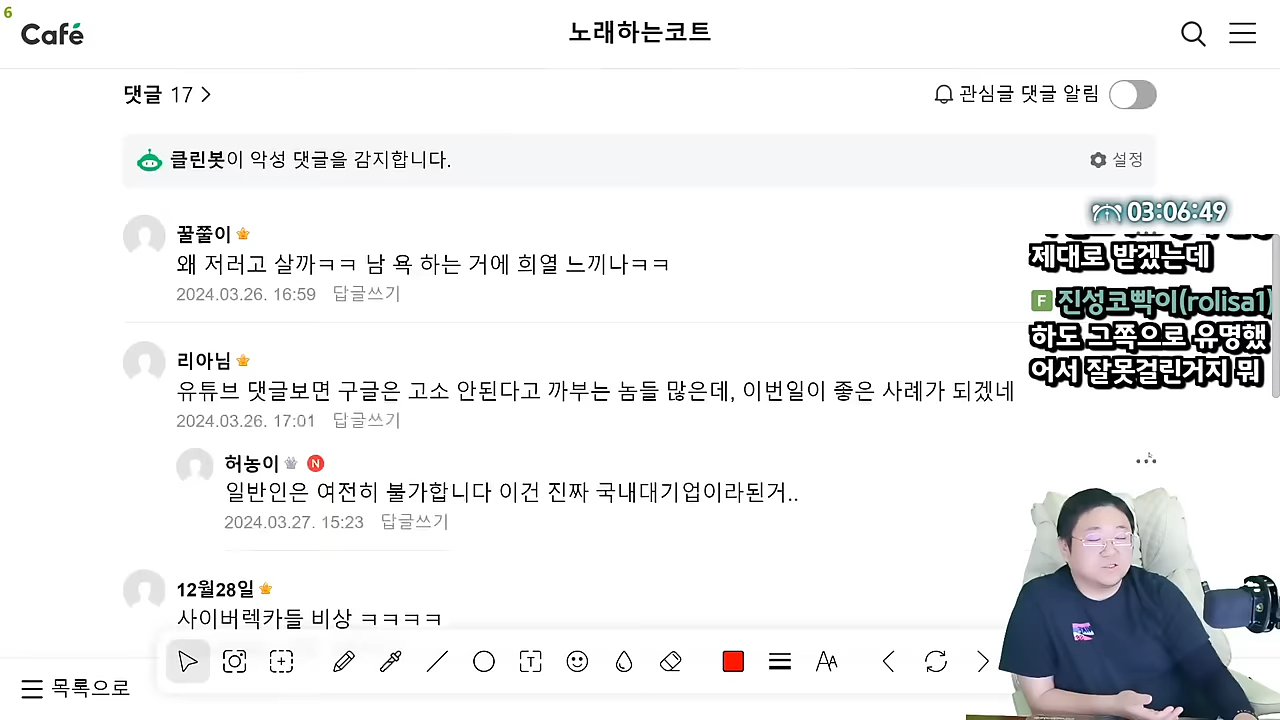 6
Café
노래하는코트
댓글 17
관심글 댓글 알림
클린봇이 악성 댓글을 감지합니다.
설정
03:06:49
꿀쭐이
왜 저러고 살까ㅋㅋ 남 욕 하는 거에 희열 느끼나ㅋㅋ
2024.03.26. 16:59 답글쓰기
제대로 받겠는데
F 진성코빡이(rolisa1)
하도 그쪽으로 유명했
어서 잘못걸린거지 뭐
리아님
유튜브 댓글보면 구글은 고소 안된다고 까부는 놈들 많은데, 이번일이 좋은 사례가 되겠네
2024.03.26. 17:01 답글쓰기
허농이 N
일반인은 여전히 불가합니다 이건 진짜 국내대기업이라된거..
2024.03.27. 15:23 답글쓰기
12월28일
사이버렉카들 비상 ㅋㅋㅋㅋ
목록으로